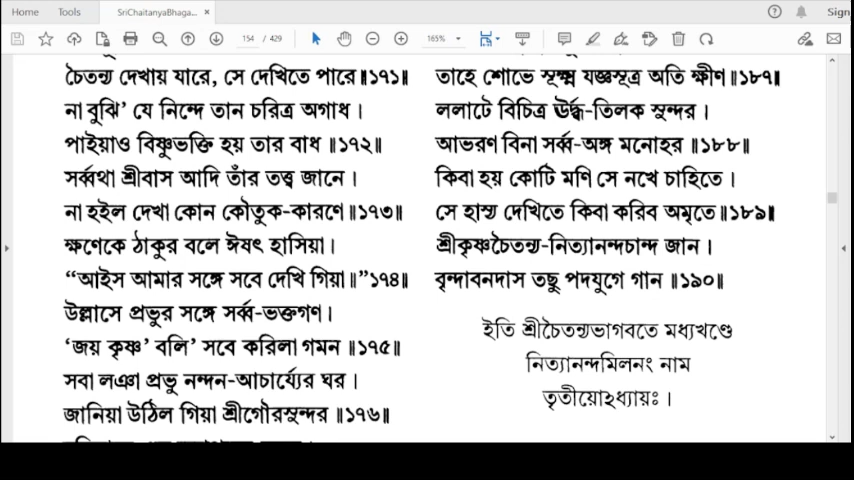 Home Tools SriChaitanyaBhaga... × Sign
154 / 429 165%
চৈতন্য দেখায় যারে, সে দেখিতে পারে॥১৭১॥
না বুঝি’ যে নিন্দে তান চরিত্র অগাধ।
পাইয়াও বিষ্ণুভক্তি হয় তার বাধ॥১৭২॥
সর্ব্বথা শ্রীবাস আদি তাঁর তত্ত্ব জানে।
না হইল দেখা কোন কৌতুক-কারণে॥১৭৩॥
ক্ষণেকে ঠাকুর বলে ঈষৎ হাসিয়া।
“আইস আমার সঙ্গে সবে দেখি গিয়া॥”১৭৪॥
উল্লাসে প্রভুর সঙ্গে সর্ব্ব-ভক্তগণ।
‘জয় কৃষ্ণ’ বলি’ সবে করিলা গমন॥১৭৫॥
সবা লঞা প্রভু নন্দন-আচার্য্যের ঘর।
জানিয়া উঠিল গিয়া শ্রীগৌরসুন্দর॥১৭৬॥
তাহে শোভে সূক্ষ্ম যজ্ঞসূত্র অতি ক্ষীণ॥১৮৭॥
ললাটে বিচিত্র ঊর্দ্ধ-তিলক সুন্দর।
আভরণ বিনা সর্ব্ব-অঙ্গ মনোহর॥১৮৮॥
কিবা হয় কোটি মণি সে নখে চাহিতে।
সে হাস্য দেখিতে কিবা করিব অমৃতে॥১৮৯॥
শ্রীকৃষ্ণচৈতন্য-নিত্যানন্দচান্দ জান।
বৃন্দাবনদাস তছু পদযুগে গান॥১৯০॥
ইতি শ্রীচৈতন্যভাগবতে মধ্যখণ্ডে
নিত্যানন্দমিলনং নাম
তৃতীয়োঽধ্যায়ঃ।